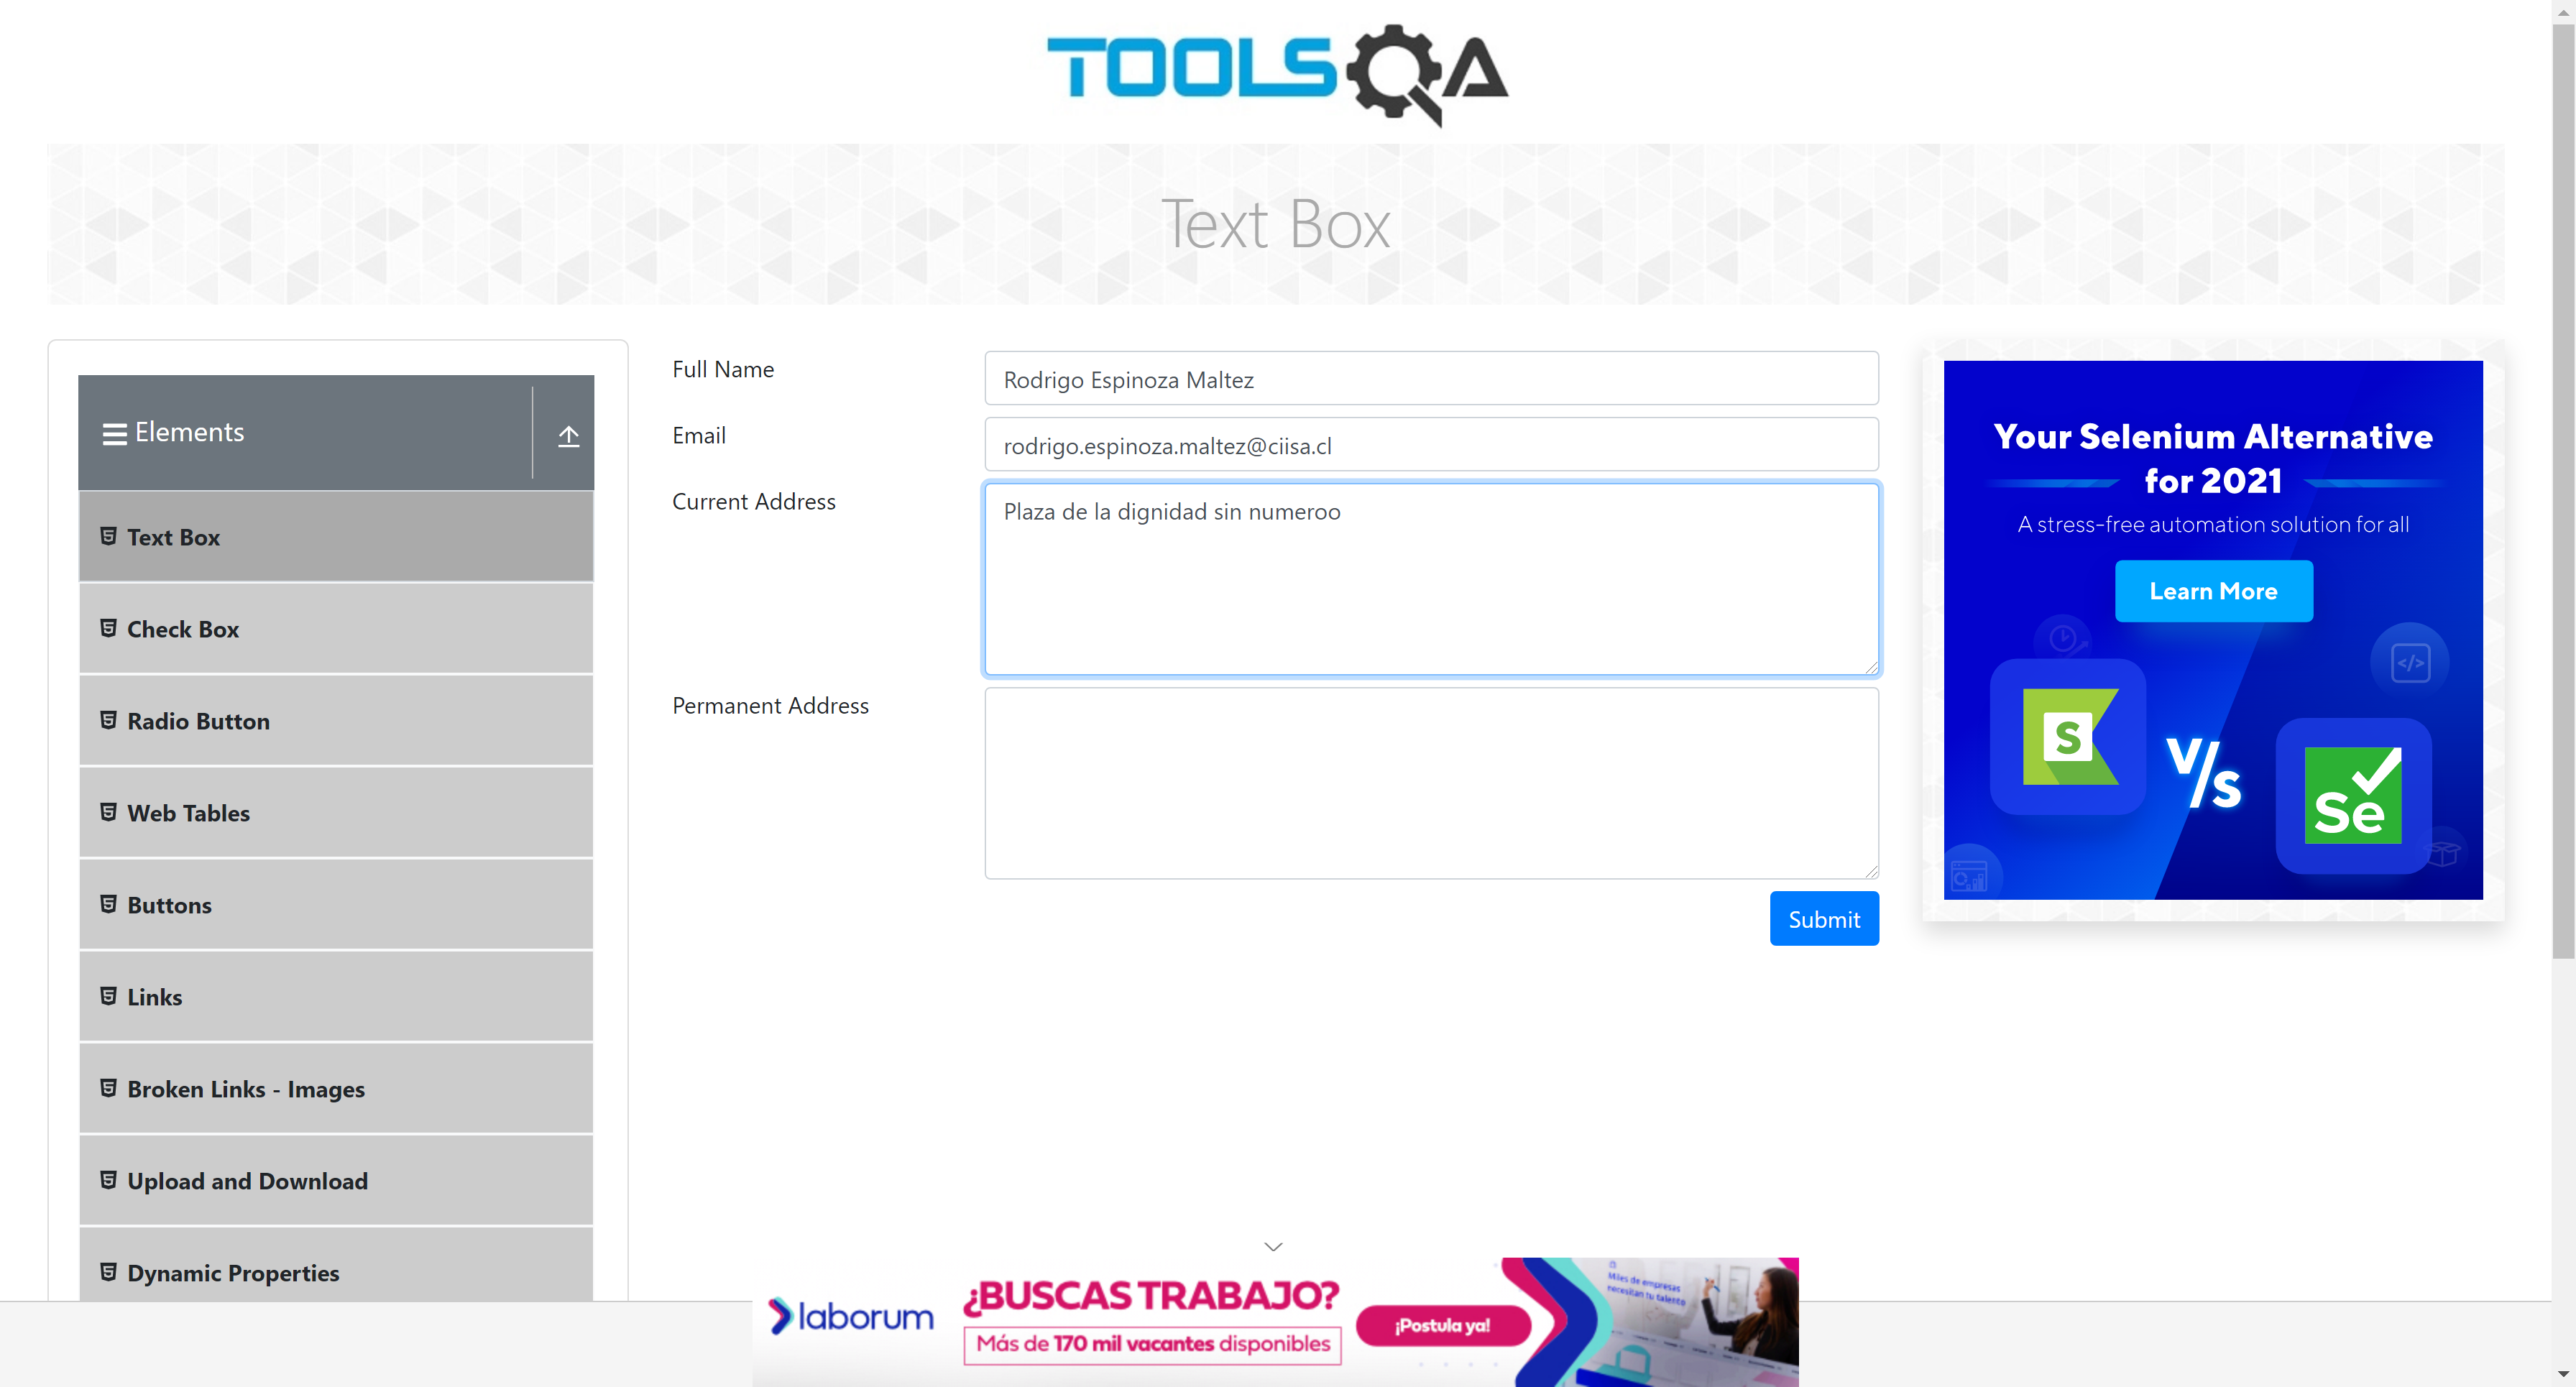 TOOLSQA
Text Box
Elements
Text Box
Check Box
Radio Button
Web Tables
Buttons
Links
Broken Links - Images
Upload and Download
Dynamic Properties
Full Name
Rodrigo Espinoza Maltez
Email
rodrigo.espinoza.maltez@ciisa.cl
Current Address
Plaza de la dignidad sin numeroo
Permanent Address
Submit
Your Selenium Alternative
for 2021
A stress-free automation solution for all
Learn More
</>
S
V/s
Se
laborum
¿BUSCAS TRABAJO?
Más de 170 mil vacantes disponibles
¡Postula ya!
Miles de empresas
necesitan tu talento